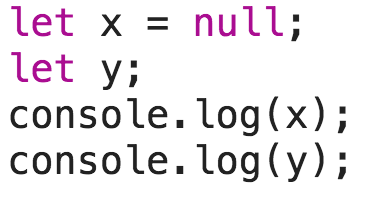 let x = null;
let y;
console.log(x);
console.log(y);